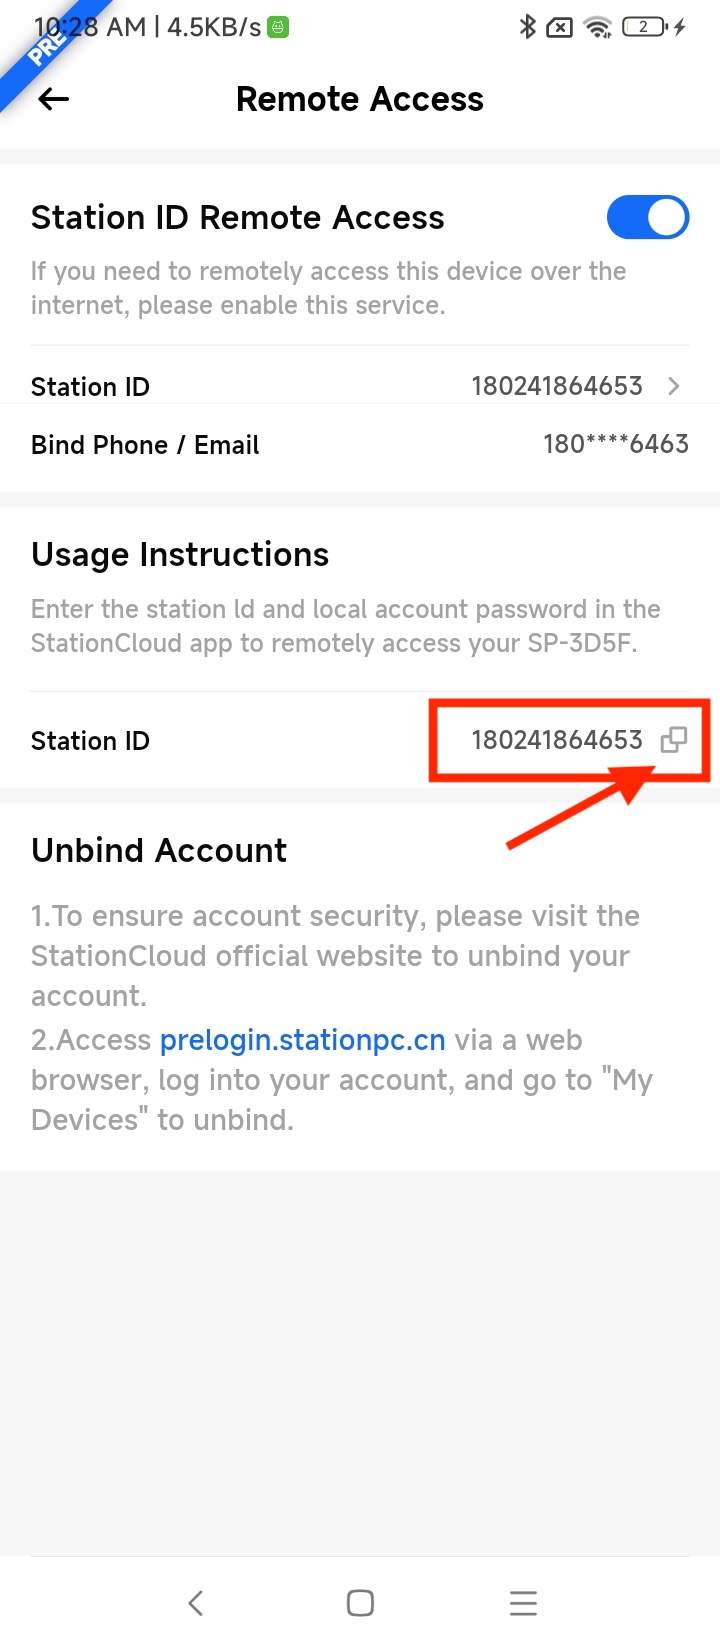 10:28 AM | 4.5KB/s
2
PRE
Remote Access
Station ID Remote Access
If you need to remotely access this device over the
internet, please enable this service.
Station ID 180241864653
Bind Phone / Email 180****6463
Usage Instructions
Enter the station ld and local account password in the
StationCloud app to remotely access your SP-3D5F.
Station ID 180241864653
Unbind Account
1.To ensure account security, please visit the
StationCloud official website to unbind your
account.
2.Access prelogin.stationpc.cn via a web
browser, log into your account, and go to "My
Devices" to unbind.